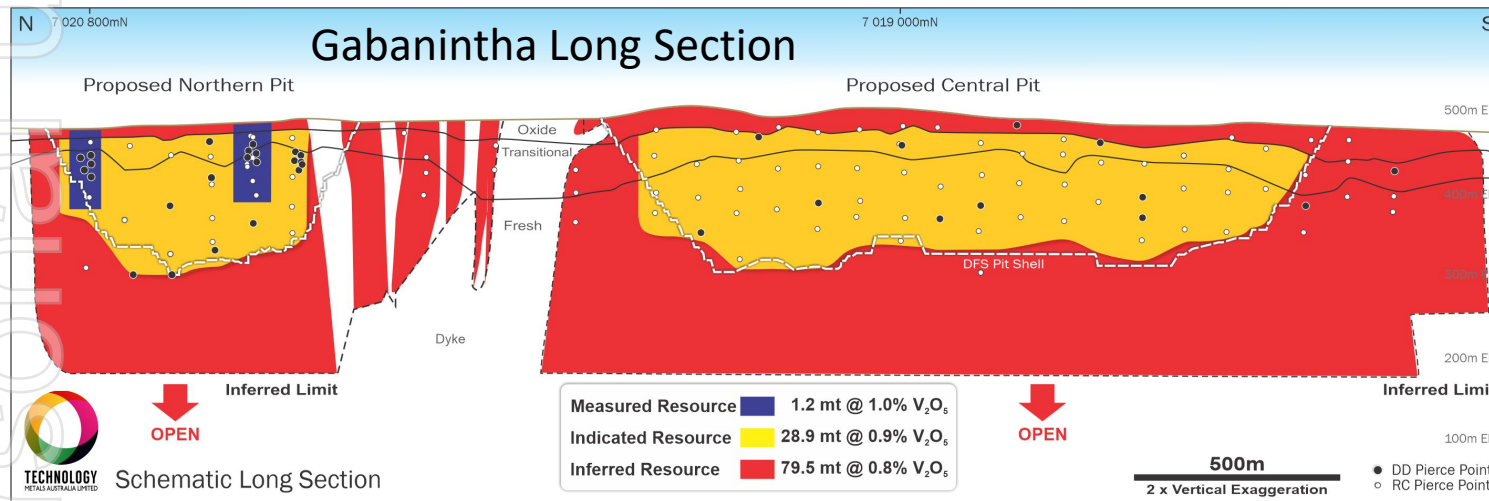 N
7 020 800mN
7 019 000mN
S
Gabanintha Long Section
Proposed Northern Pit
Proposed Central Pit
500m E
Oxide
Transitional
400m E
Fresh
DFS Pit Shell
300m E
Dyke
200m E
Inferred Limit
Inferred Limi
OPEN
OPEN
Measured Resource 1.2 mt @ 1.0% V₂O₅
Indicated Resource 28.9 mt @ 0.9% V₂O₅
Inferred Resource 79.5 mt @ 0.8% V₂O₅
100m E
TECHNOLOGY
METALS AUSTRALIA LIMITED
Schematic Long Section
500m
2 x Vertical Exaggeration
DD Pierce Point
RC Pierce Point